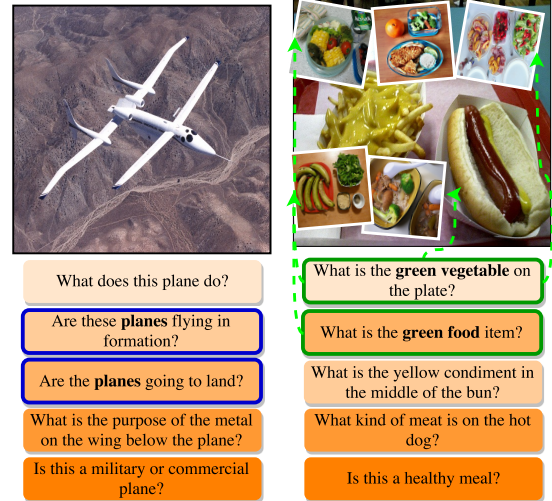 What does this plane do?
Are these planes flying in
formation?
Are the planes going to land?
What is the purpose of the metal
on the wing below the plane?
Is this a military or commercial
plane?
What is the green vegetable on
the plate?
What is the green food item?
What is the yellow condiment in
the middle of the bun?
What kind of meat is on the hot
dog?
Is this a healthy meal?